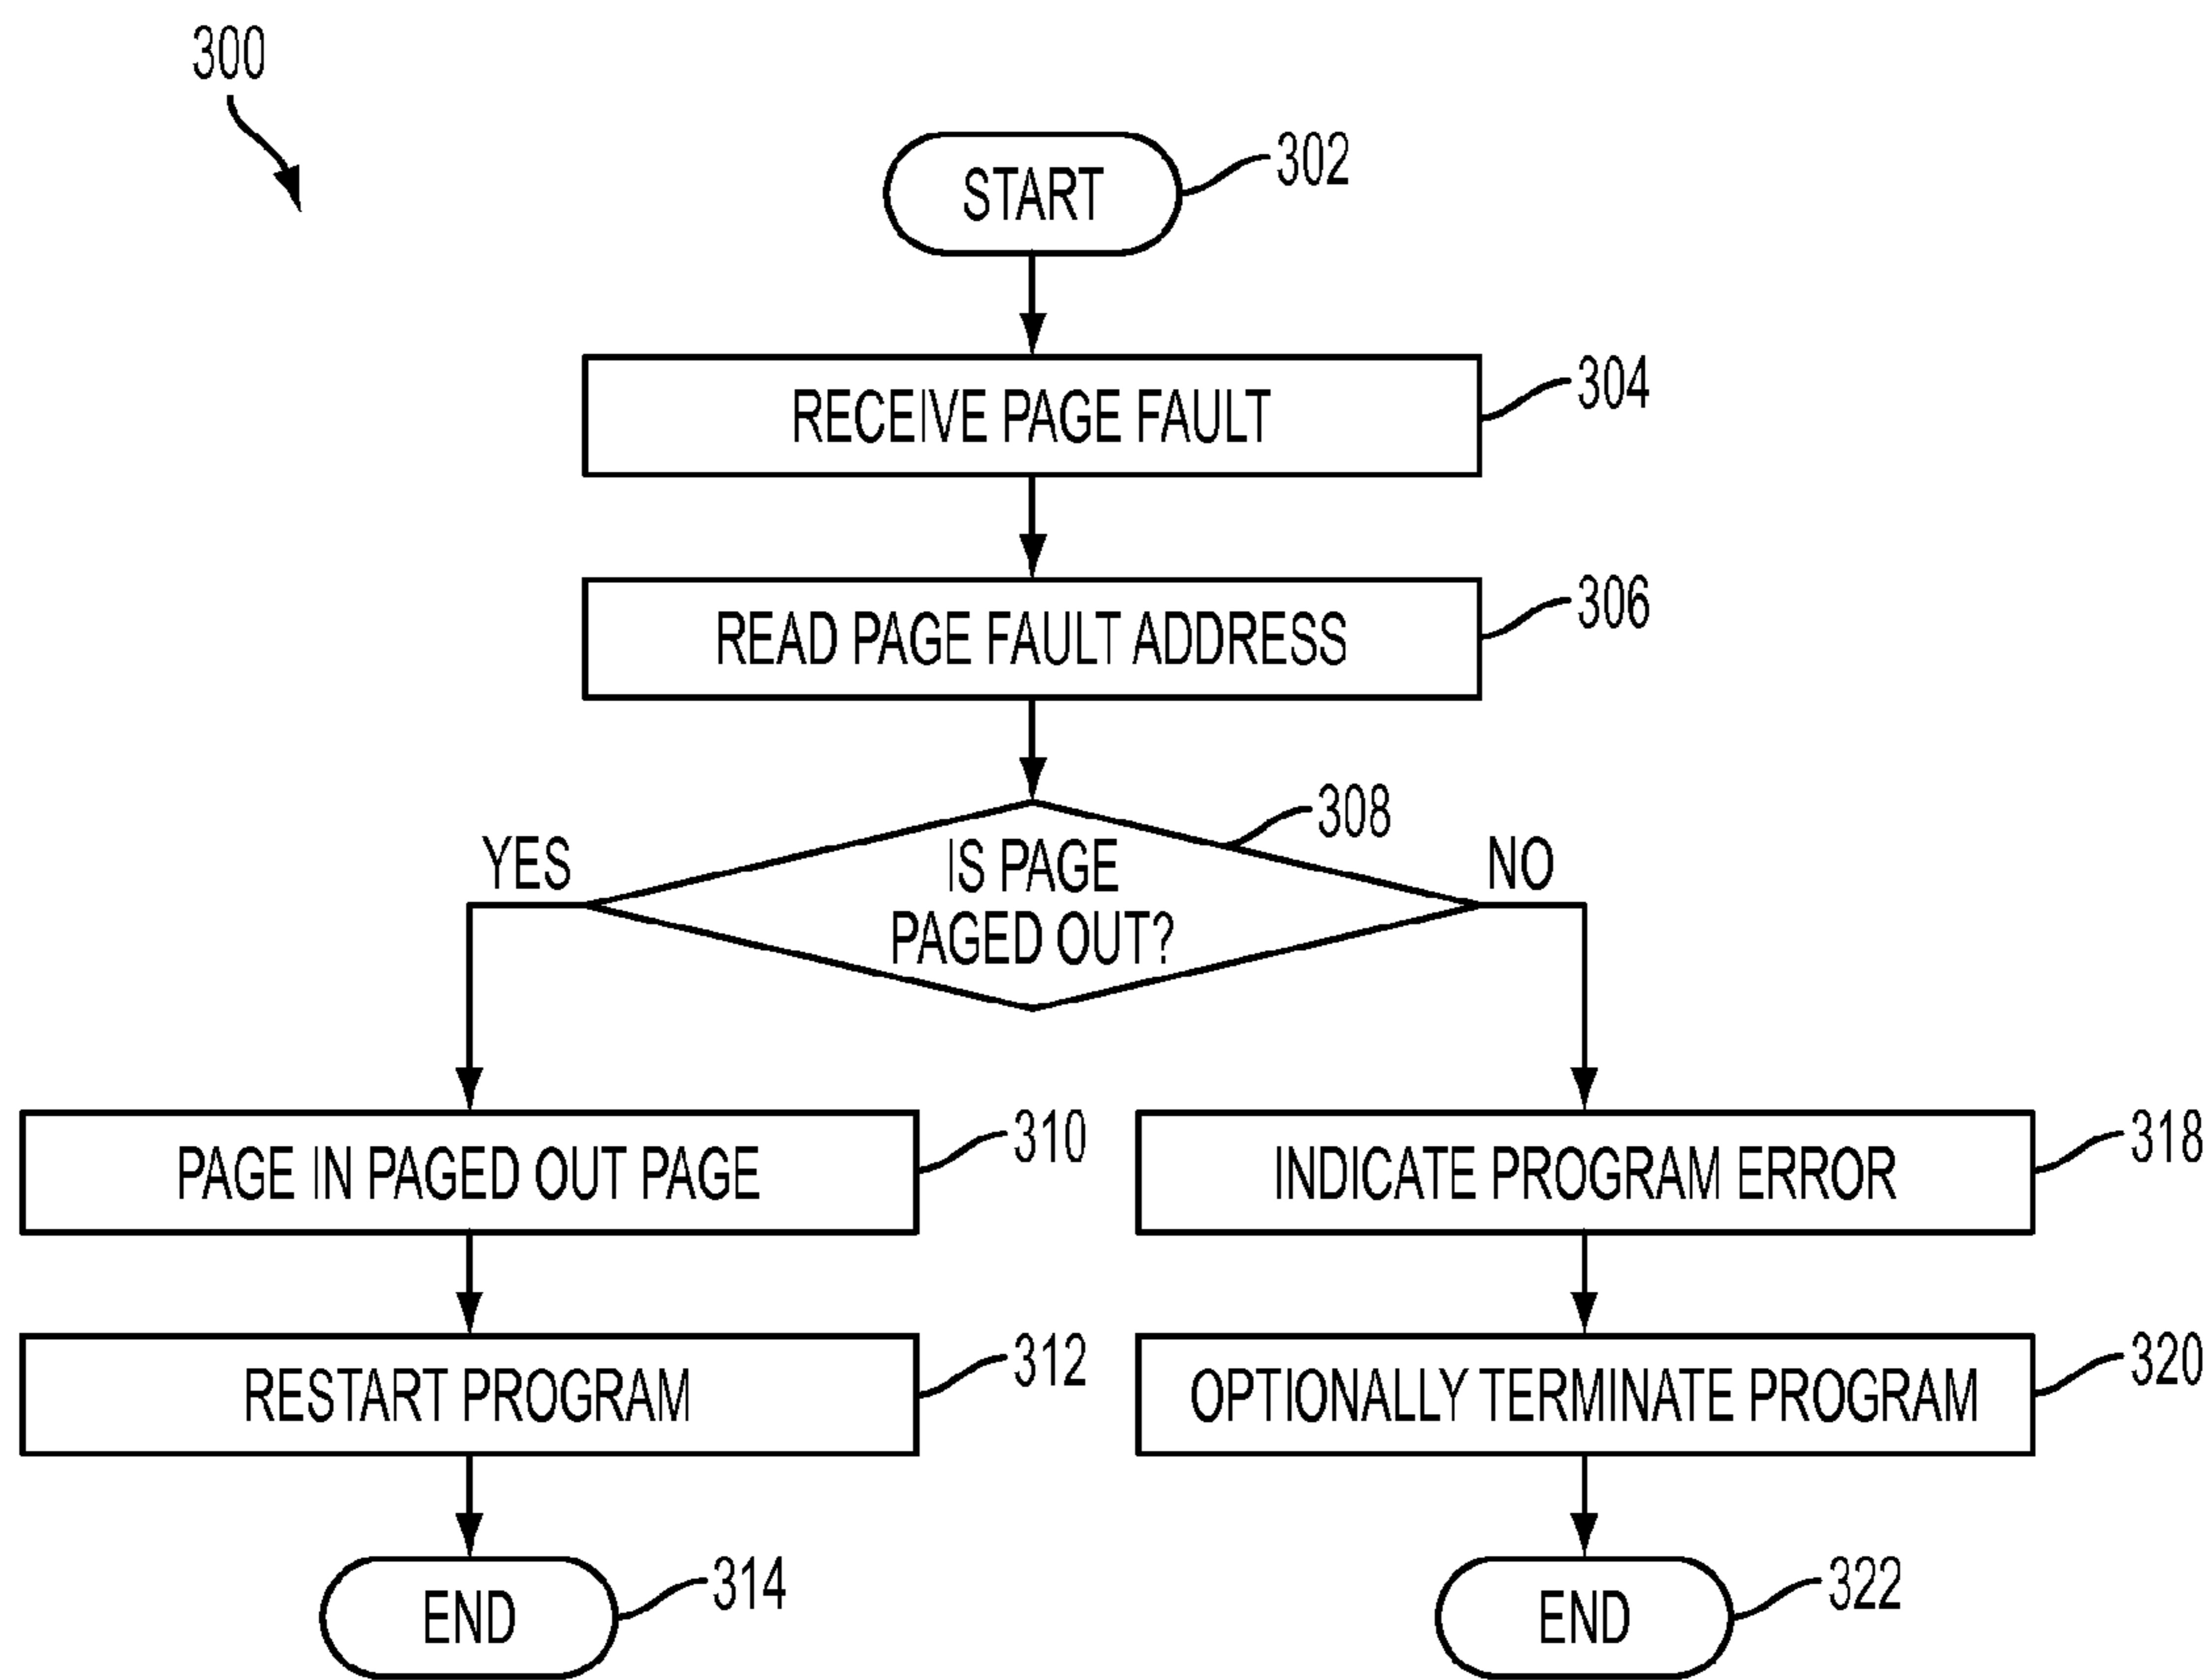 300
START
302
RECEIVE PAGE FAULT
304
READ PAGE FAULT ADDRESS
306
308
YES
IS PAGE
PAGED OUT?
NO
PAGE IN PAGED OUT PAGE
310
INDICATE PROGRAM ERROR
318
RESTART PROGRAM
312
OPTIONALLY TERMINATE PROGRAM
320
END
314
END
322